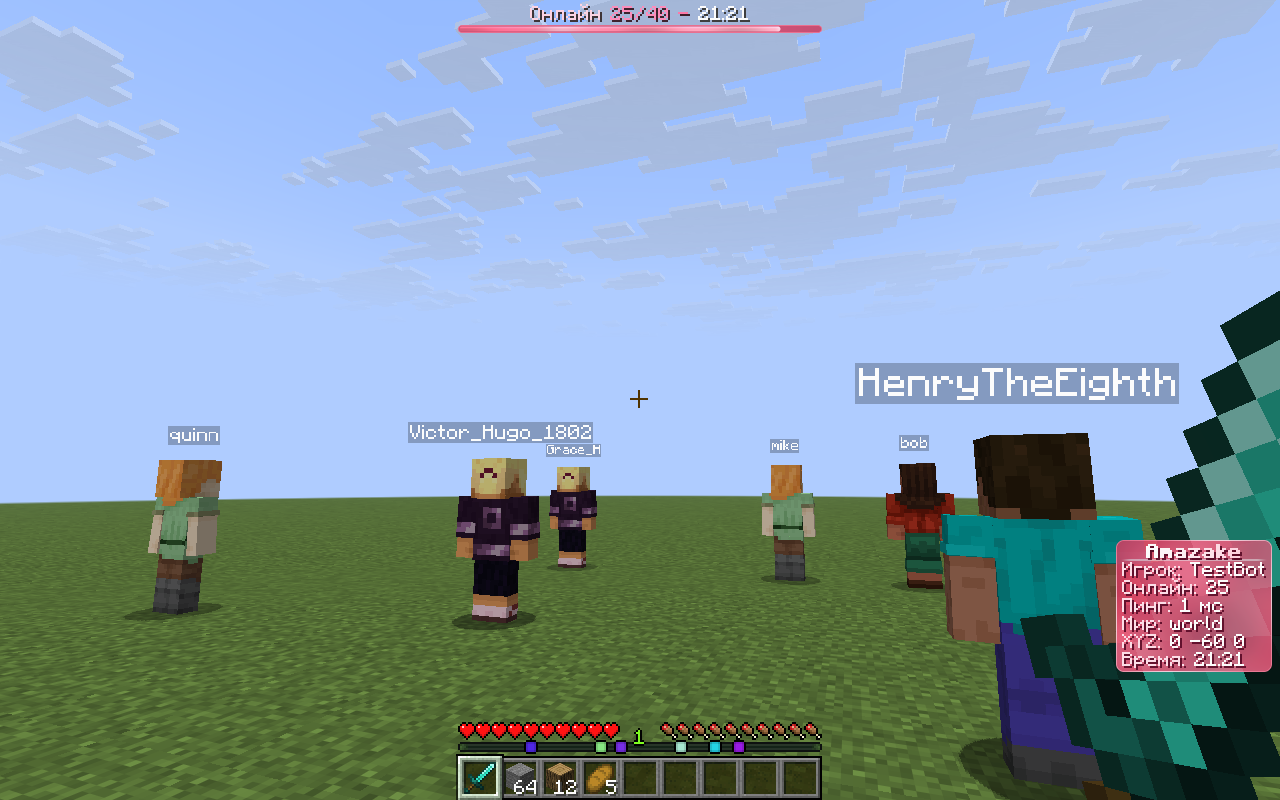 Онлайн 25/40 - 21:21
HenryTheEighth
quinn
Victor_Hugo_1802
Grace_H
mike
bob
Amazake
Игрок: TestBot
Онлайн: 25
Пинг: 1 мс
Мир: world
XYZ: 0 -60 0
Время: 21:21
1
64
12
5